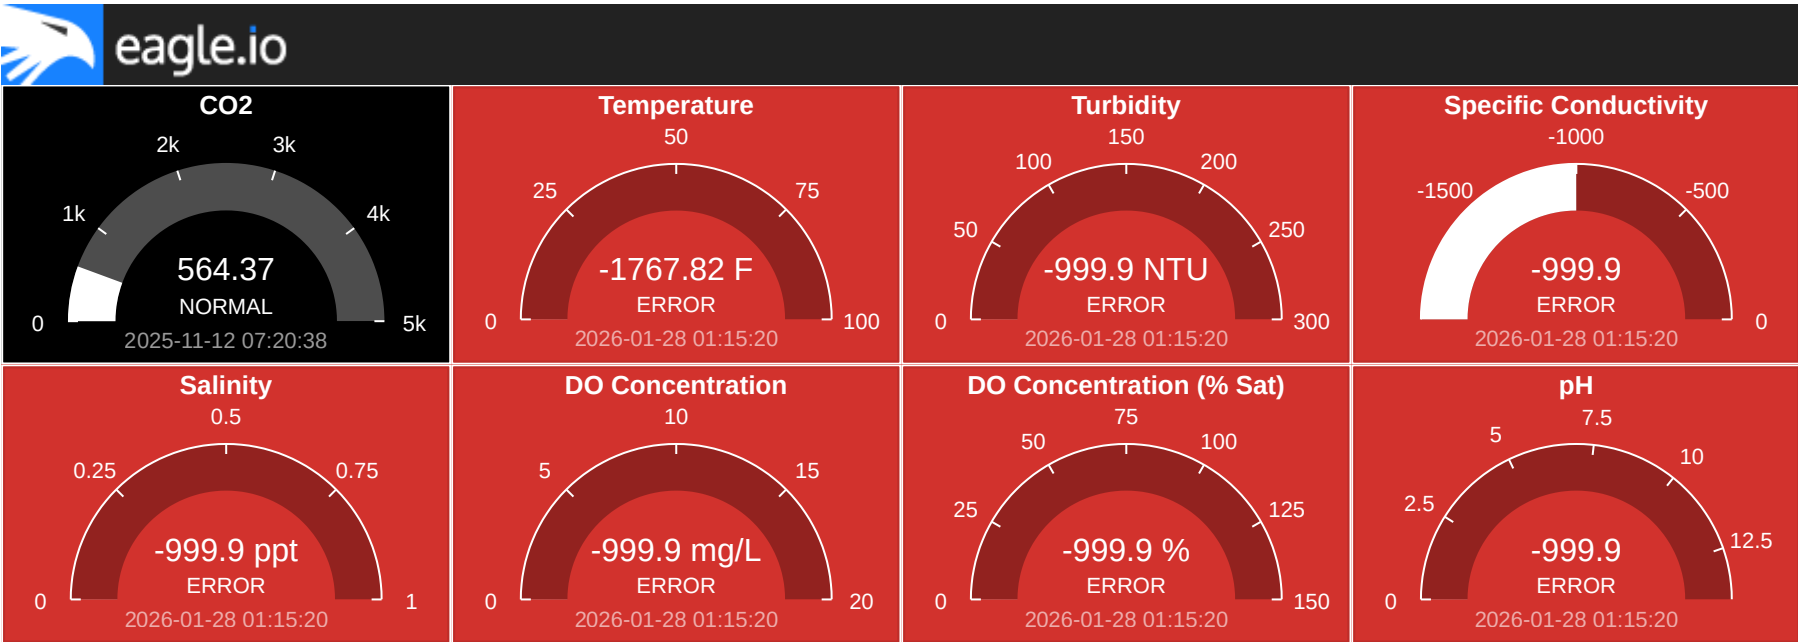 eagle.io
CO2
2k
3k
1k
4k
564.37
NORMAL
0
5k
2025-11-12 07:20:38
Temperature
50
25
75
-1767.82 F
ERROR
0
100
2026-01-28 01:15:20
Turbidity
150
100
200
50
250
-999.9 NTU
ERROR
0
300
2026-01-28 01:15:20
Specific Conductivity
-1000
-1500
-500
-999.9
ERROR
0
2026-01-28 01:15:20
Salinity
0.5
0.25
0.75
-999.9 ppt
ERROR
0
1
2026-01-28 01:15:20
DO Concentration
10
5
15
-999.9 mg/L
ERROR
0
20
2026-01-28 01:15:20
DO Concentration (% Sat)
75
50
100
25
125
-999.9 %
ERROR
0
150
2026-01-28 01:15:20
pH
7.5
5
10
2.5
12.5
-999.9
ERROR
0
2026-01-28 01:15:20